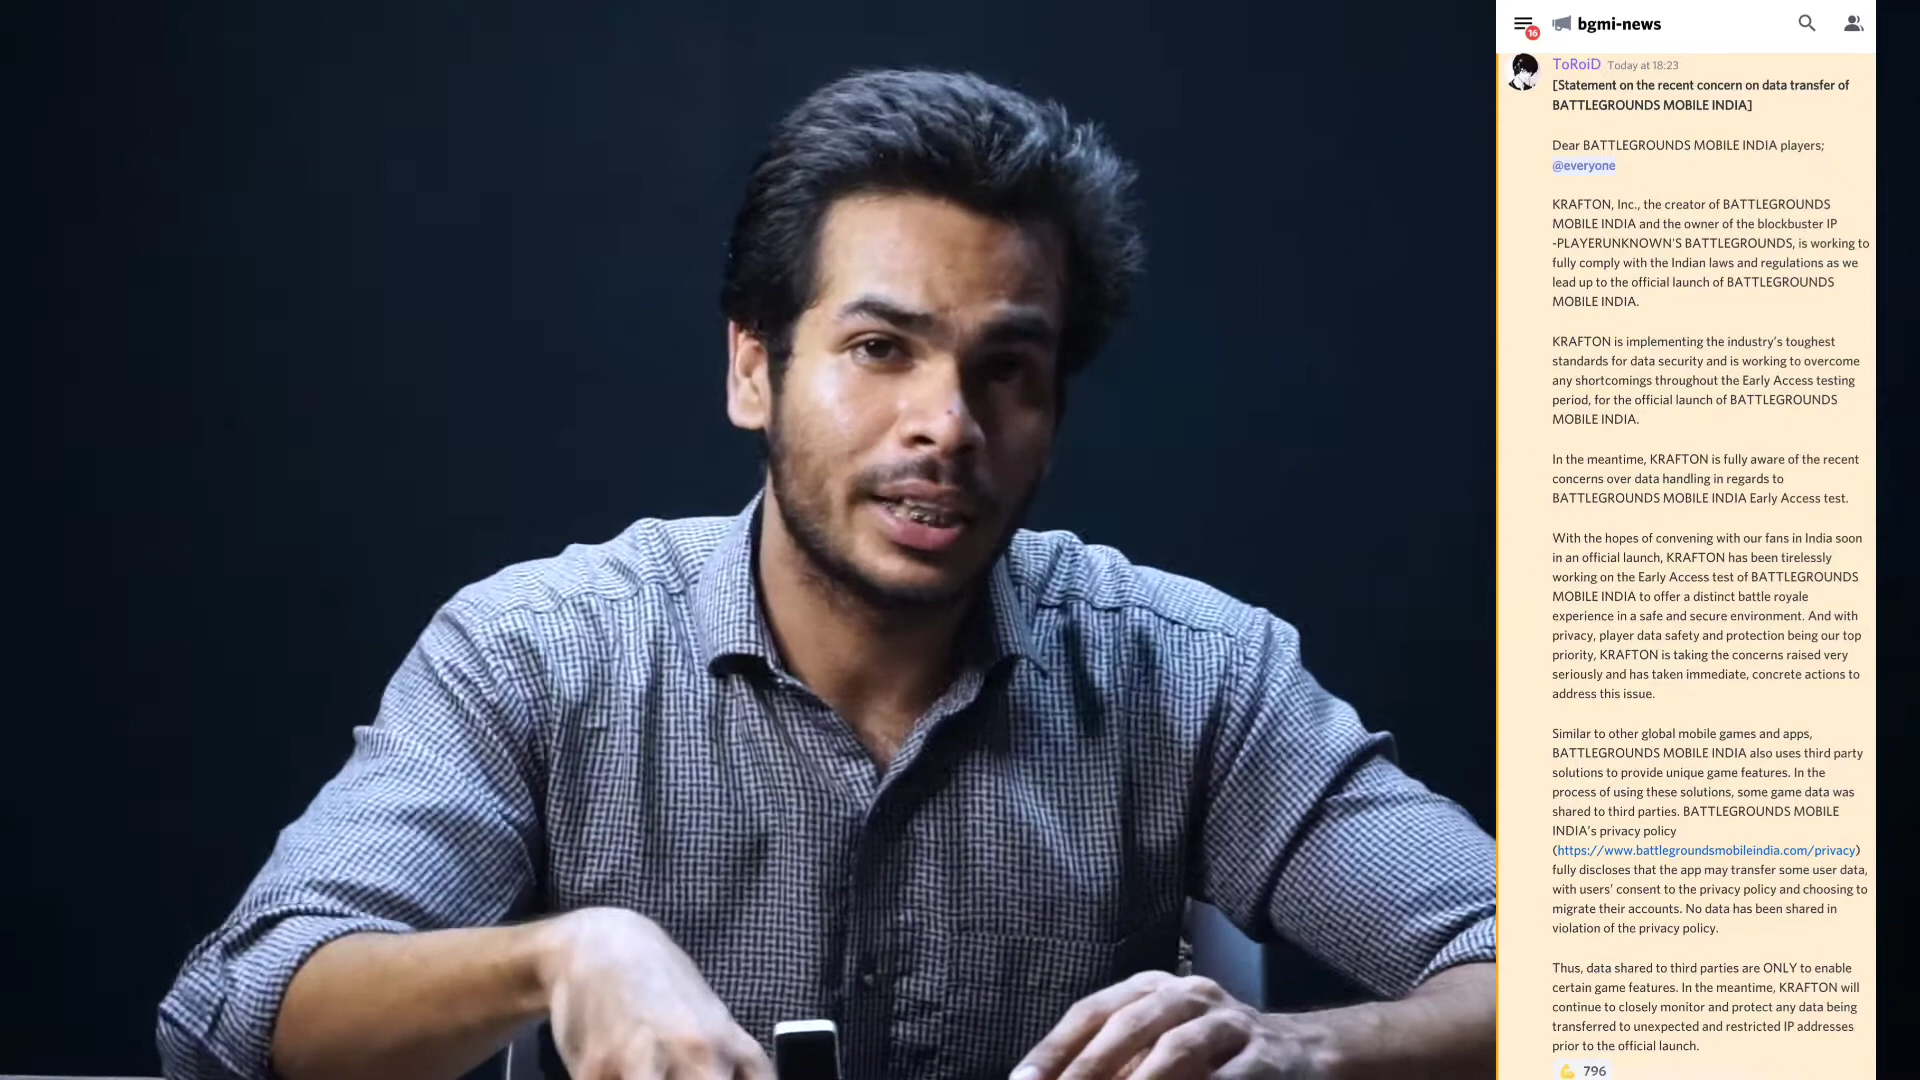 16
bgmi-news
ToRoiD Today at 18:23
[Statement on the recent concern on data transfer of
BATTLEGROUNDS MOBILE INDIA]
Dear BATTLEGROUNDS MOBILE INDIA players;
@everyone
KRAFTON, Inc., the creator of BATTLEGROUNDS
MOBILE INDIA and the owner of the blockbuster IP
-PLAYERUNKNOWN'S BATTLEGROUNDS, is working to
fully comply with the Indian laws and regulations as we
lead up to the official launch of BATTLEGROUNDS
MOBILE INDIA.
KRAFTON is implementing the industry's toughest
standards for data security and is working to overcome
any shortcomings throughout the Early Access testing
period, for the official launch of BATTLEGROUNDS
MOBILE INDIA.
In the meantime, KRAFTON is fully aware of the recent
concerns over data handling in regards to
BATTLEGROUNDS MOBILE INDIA Early Access test.
With the hopes of convening with our fans in India soon
in an official launch, KRAFTON has been tirelessly
working on the Early Access test of BATTLEGROUNDS
MOBILE INDIA to offer a distinct battle royale
experience in a safe and secure environment. And with
privacy, player data safety and protection being our top
priority, KRAFTON is taking the concerns raised very
seriously and has taken immediate, concrete actions to
address this issue.
Similar to other global mobile games and apps,
BATTLEGROUNDS MOBILE INDIA also uses third party
solutions to provide unique game features. In the
process of using these solutions, some game data was
shared to third parties. BATTLEGROUNDS MOBILE
INDIA's privacy policy
(https://www.battlegroundsmobileindia.com/privacy)
fully discloses that the app may transfer some user data,
with users' consent to the privacy policy and choosing to
migrate their accounts. No data has been shared in
violation of the privacy policy.
Thus, data shared to third parties are ONLY to enable
certain game features. In the meantime, KRAFTON will
continue to closely monitor and protect any data being
transferred to unexpected and restricted IP addresses
prior to the official launch.
796